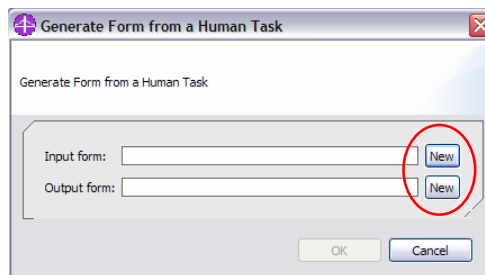 Generate Form from a Human Task
Generate Form from a Human Task
Input form: New
Output form: New
OK Cancel